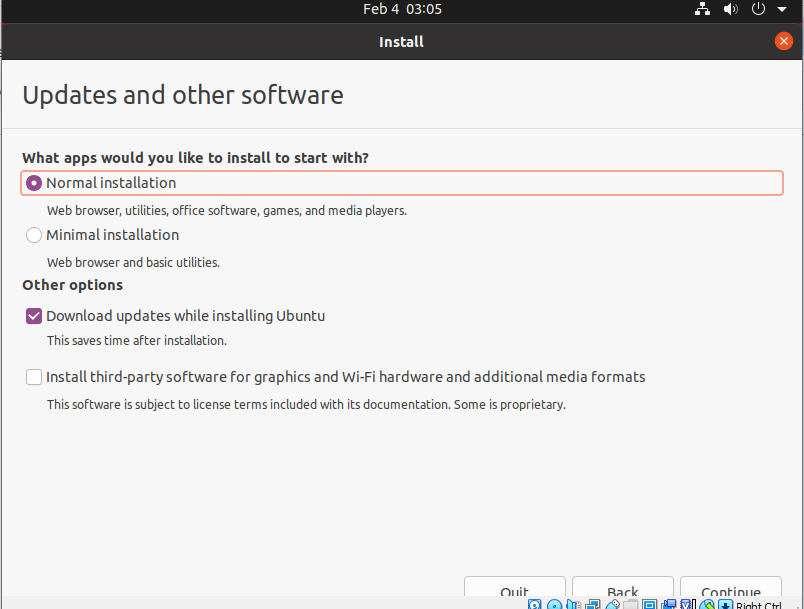 Feb 4 03:05
Install
Updates and other software
What apps would you like to install to start with?
Normal installation
Web browser, utilities, office software, games, and media players.
Minimal installation
Web browser and basic utilities.
Other options
Download updates while installing Ubuntu
This saves time after installation.
Install third-party software for graphics and Wi-Fi hardware and additional media formats
This software is subject to license terms included with its documentation. Some is proprietary.
Quit Back Continue
Right Ctrl